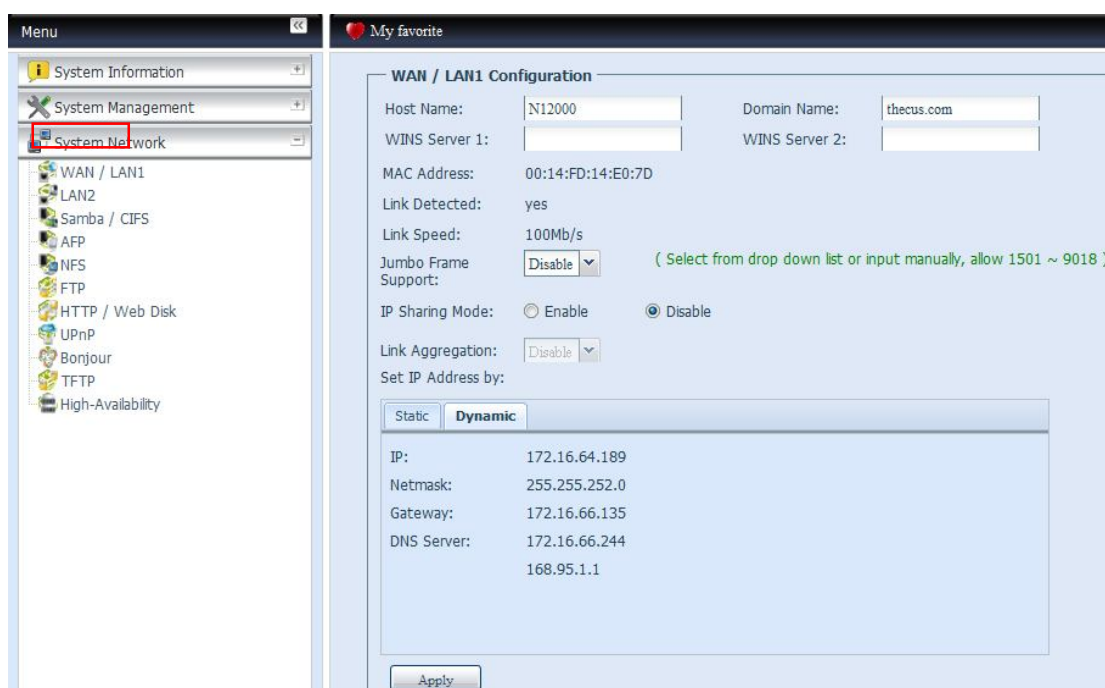 Menu
My favorite
System Information
System Management
System Network
WAN / LAN1
LAN2
Samba / CIFS
AFP
NFS
FTP
HTTP / Web Disk
UPnP
Bonjour
TFTP
High-Availability
WAN / LAN1 Configuration
Host Name: N12000 Domain Name: thecus.com
WINS Server 1: WINS Server 2:
MAC Address: 00:14:FD:14:E0:7D
Link Detected: yes
Link Speed: 100Mb/s
Jumbo Frame Support: Disable ( Select from drop down list or input manually, allow 1501 ~ 9018 )
IP Sharing Mode: Enable Disable
Link Aggregation: Disable
Set IP Address by:
Static Dynamic
IP: 172.16.64.189
Netmask: 255.255.252.0
Gateway: 172.16.66.135
DNS Server: 172.16.66.244
168.95.1.1
Apply